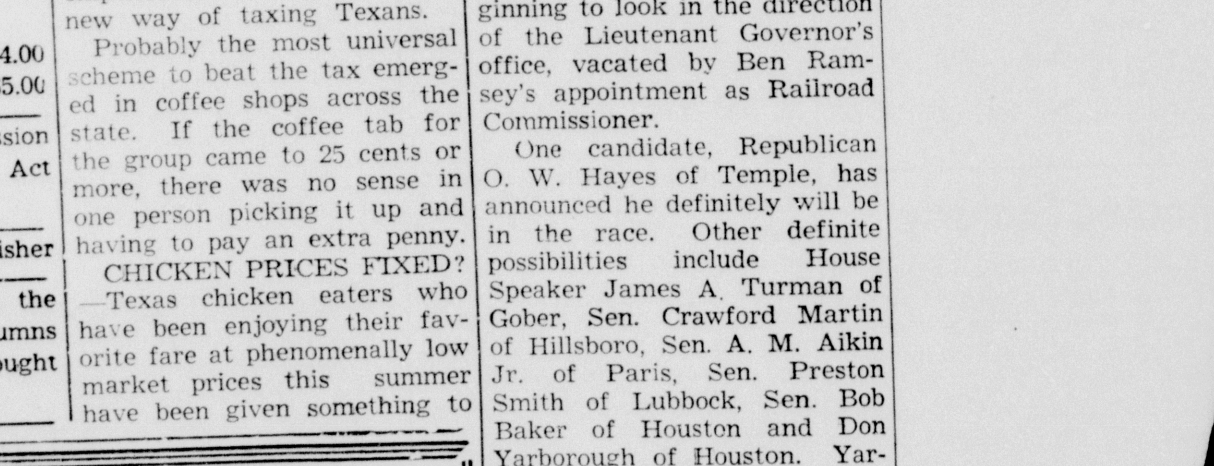 4.00
5.00
ssion
Act
isher
the
umns
ought
new way of taxing Texans.
Probably the most universal
scheme to beat the tax emerg-
ed in coffee shops across the
state. If the coffee tab for
the group came to 25 cents or
more, there was no sense in
one person picking it up and
having to pay an extra penny.
CHICKEN PRICES FIXED?
—Texas chicken eaters who
have been enjoying their fav-
orite fare at phenomenally low
market prices this summer
have been given something to
ginning to look in the direction
of the Lieutenant Governor's
office, vacated by Ben Ram-
sey's appointment as Railroad
Commissioner.
One candidate, Republican
O. W. Hayes of Temple, has
announced he definitely will be
in the race. Other definite
possibilities include House
Speaker James A. Turman of
Gober, Sen. Crawford Martin
of Hillsboro, Sen. A. M. Aikin
Jr. of Paris, Sen. Preston
Smith of Lubbock, Sen. Bob
Baker of Houston and Don
Yarborough of Houston. Yar-